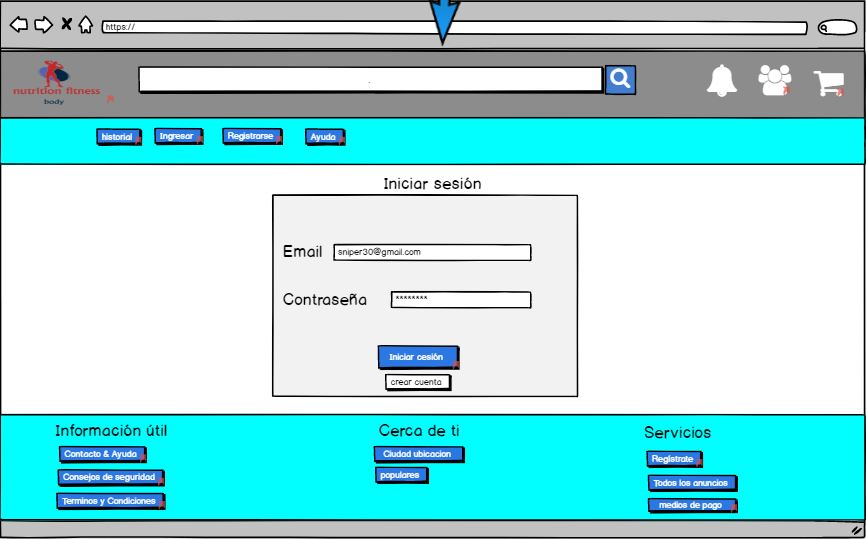 https://
nutrition fitness
body
historial
Ingresar
Registrarse
Ayuda
Iniciar sesión
Email
sniper30@gmail.com
Contraseña
********
Iniciar cesión
crear cuenta
Información útil
Contacto & Ayuda
Consejos de seguridad
Terminos y Condiciones
Cerca de ti
Ciudad ubicacion
populares
Servicios
Registrate
Todos los anuncios
medios de pago